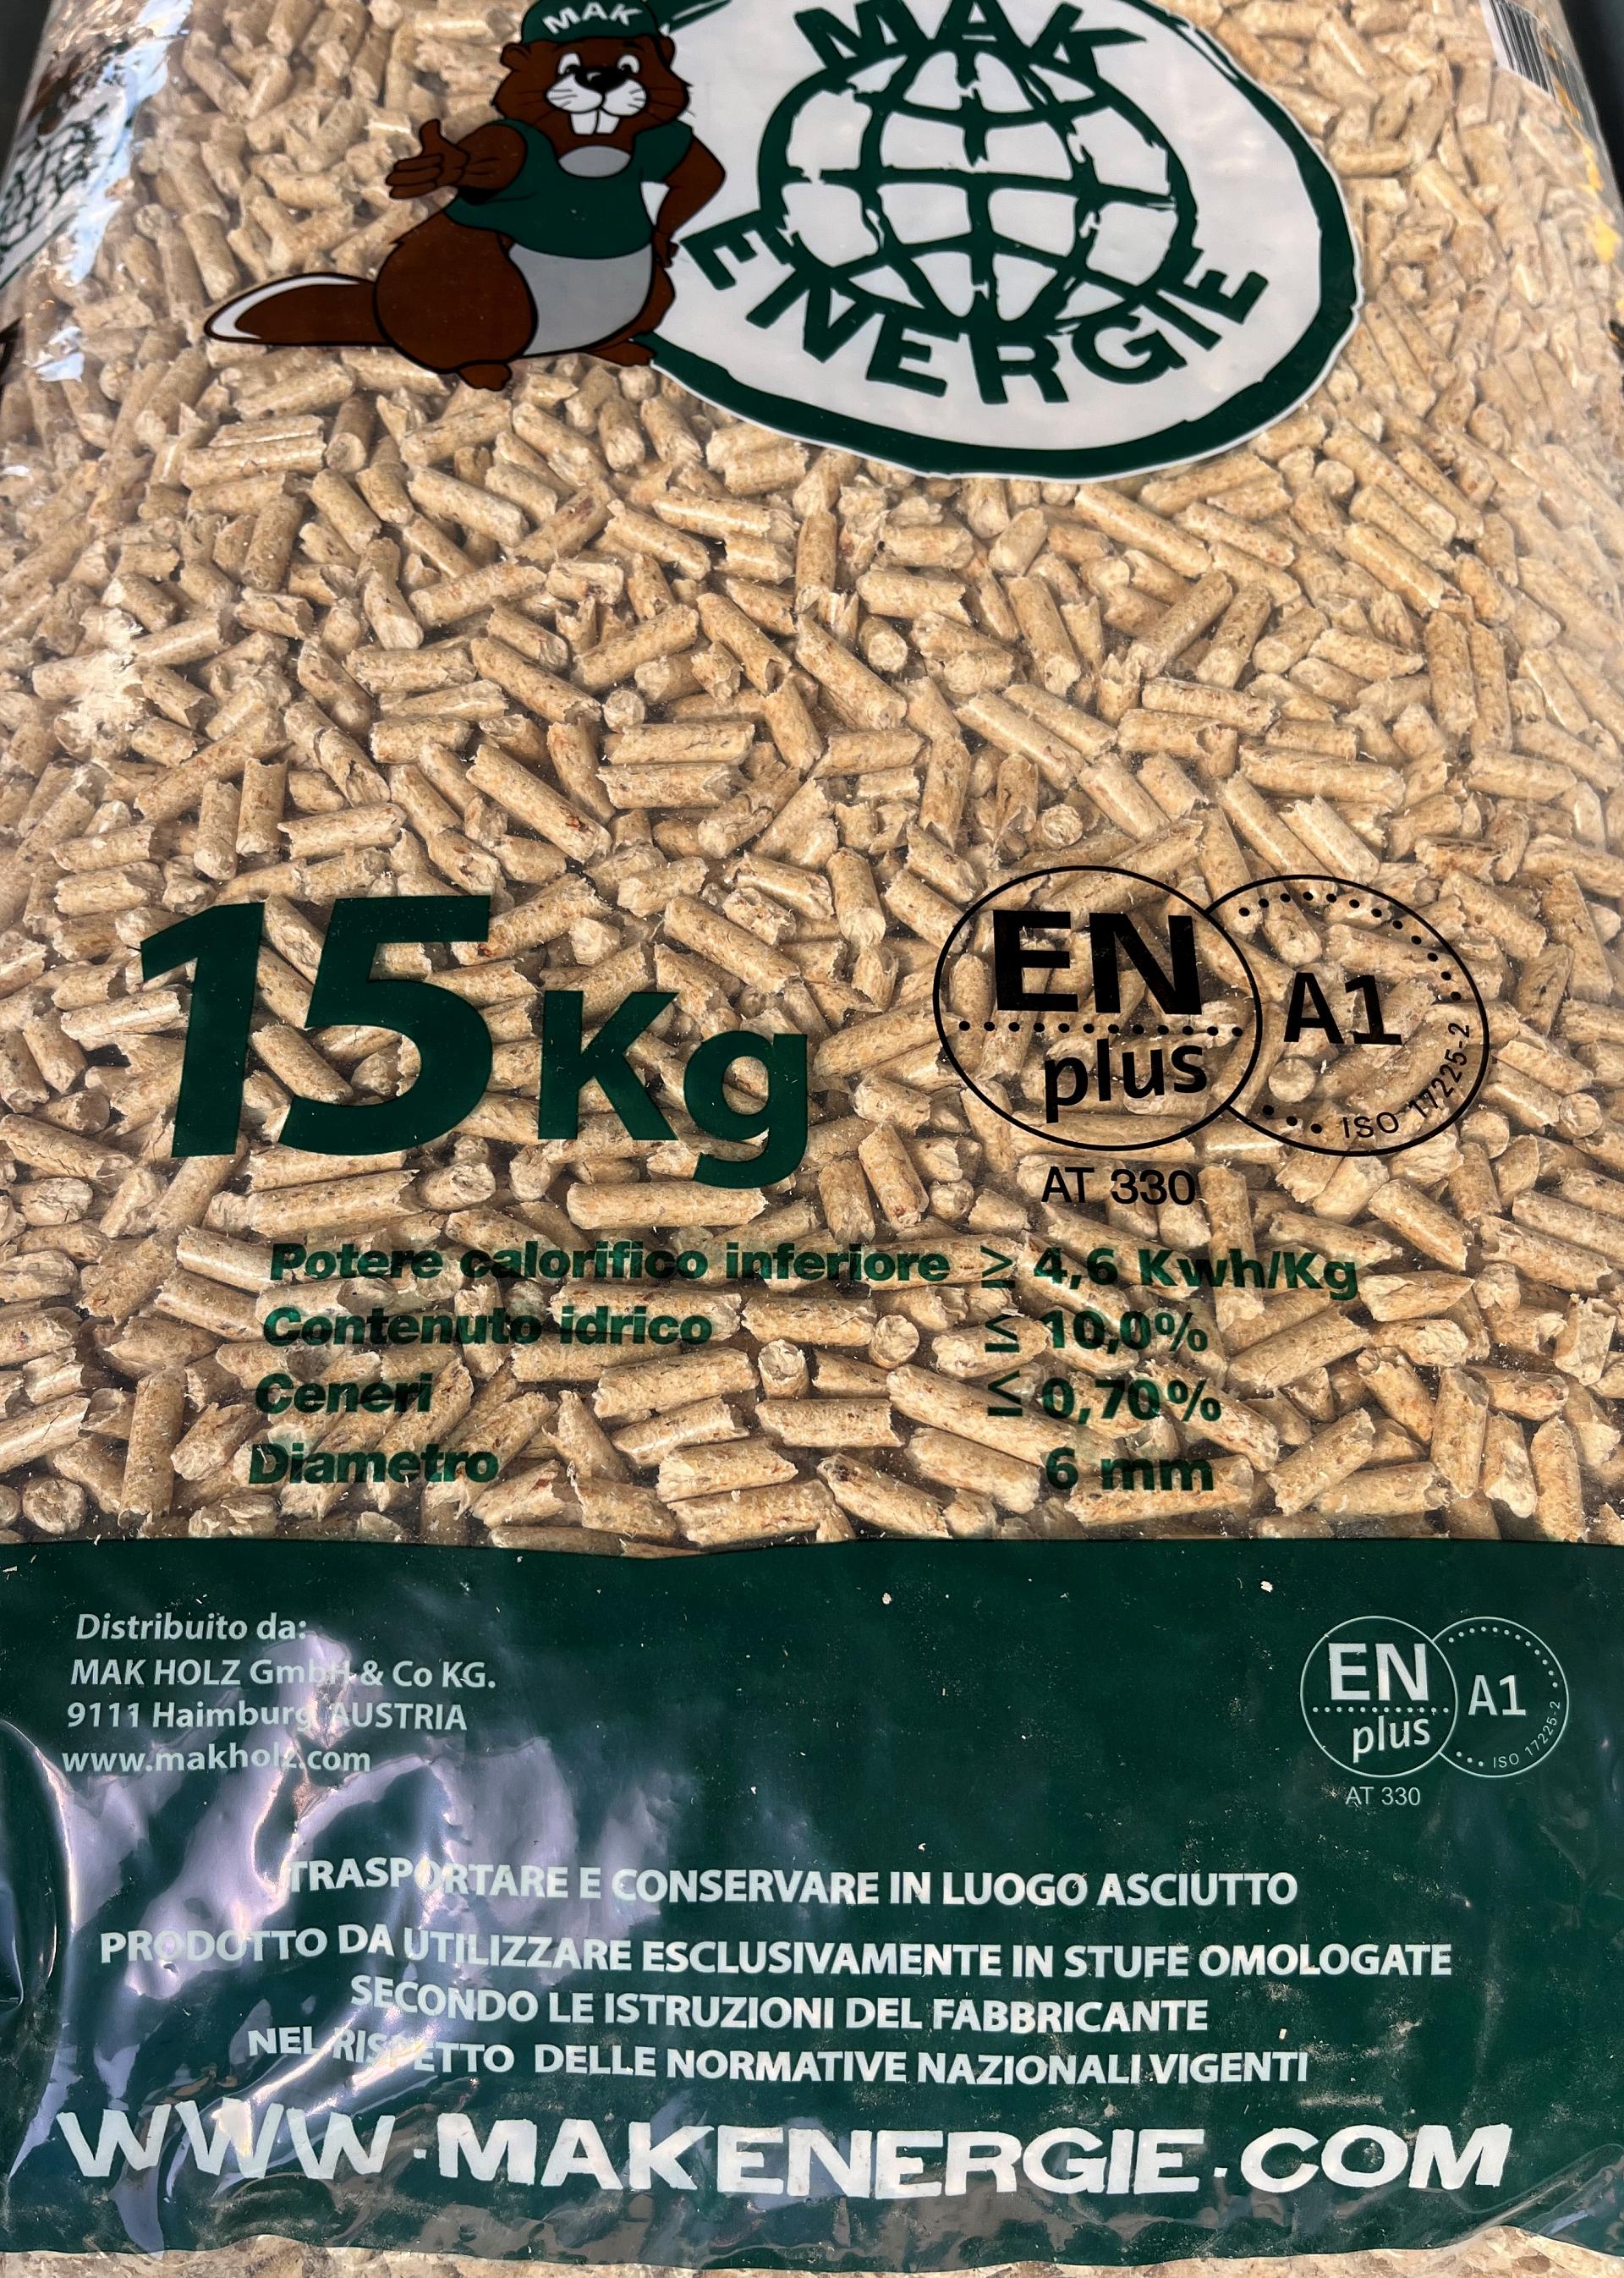 MAK
MAK
ENERGIE
15 Kg
EN
plus
A1
ISO 17225-2
AT 330
Potere calorifico inferiore ≥ 4,6 Kwh/Kg
Contenuto idrico ≤ 10,0%
Ceneri ≤ 0,70%
Diametro 6 mm
Distribuito da:
MAK HOLZ GmbH & Co KG.
9111 Haimburg AUSTRIA
www.makholz.com
EN
plus
A1
ISO 17225-2
AT 330
TRASPORTARE E CONSERVARE IN LUOGO ASCIUTTO
PRODOTTO DA UTILIZZARE ESCLUSIVAMENTE IN STUFE OMOLOGATE
SECONDO LE ISTRUZIONI DEL FABBRICANTE
NEL RISPETTO DELLE NORMATIVE NAZIONALI VIGENTI
WWW.MAKENERGIE.COM